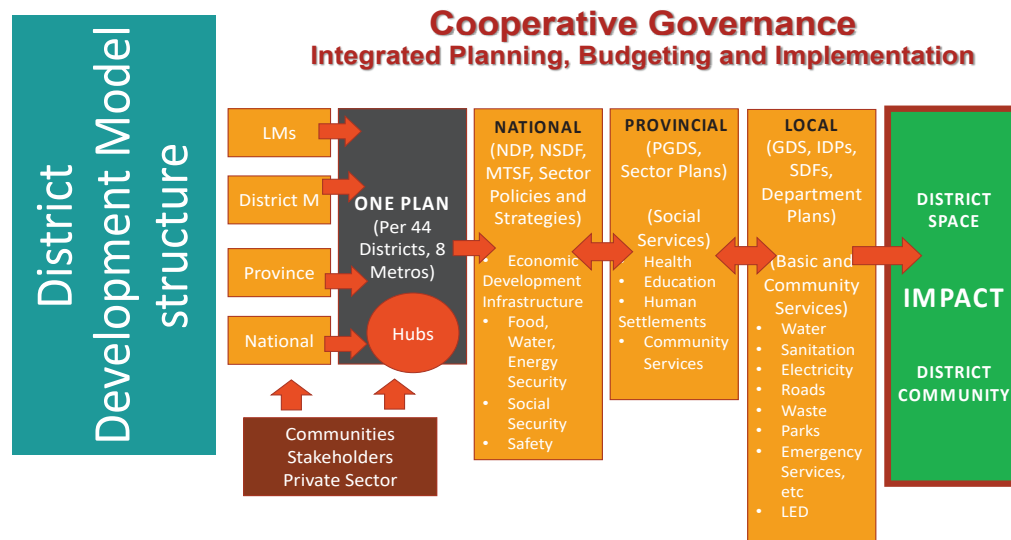 District
Development Model
structure
Cooperative Governance
Integrated Planning, Budgeting and Implementation
LMs
District M
Province
National
ONE PLAN
(Per 44
Districts, 8
Metros)
Hubs
Communities
Stakeholders
Private Sector
NATIONAL
(NDP, NSDF,
MTSF, Sector
Policies and
Strategies)
• Economic
Development
Infrastructure
• Food,
Water,
Energy
Security
• Social
Security
• Safety
PROVINCIAL
(PGDS,
Sector Plans)
(Social
Services)
• Health
• Education
• Human
Settlements
• Community
Services
LOCAL
(GDS, IDPs,
SDFs,
Department
Plans)
(Basic and
Community
Services)
• Water
• Sanitation
• Electricity
• Roads
• Waste
• Parks
• Emergency
Services,
etc
• LED
DISTRICT
SPACE
IMPACT
DISTRICT
COMMUNITY